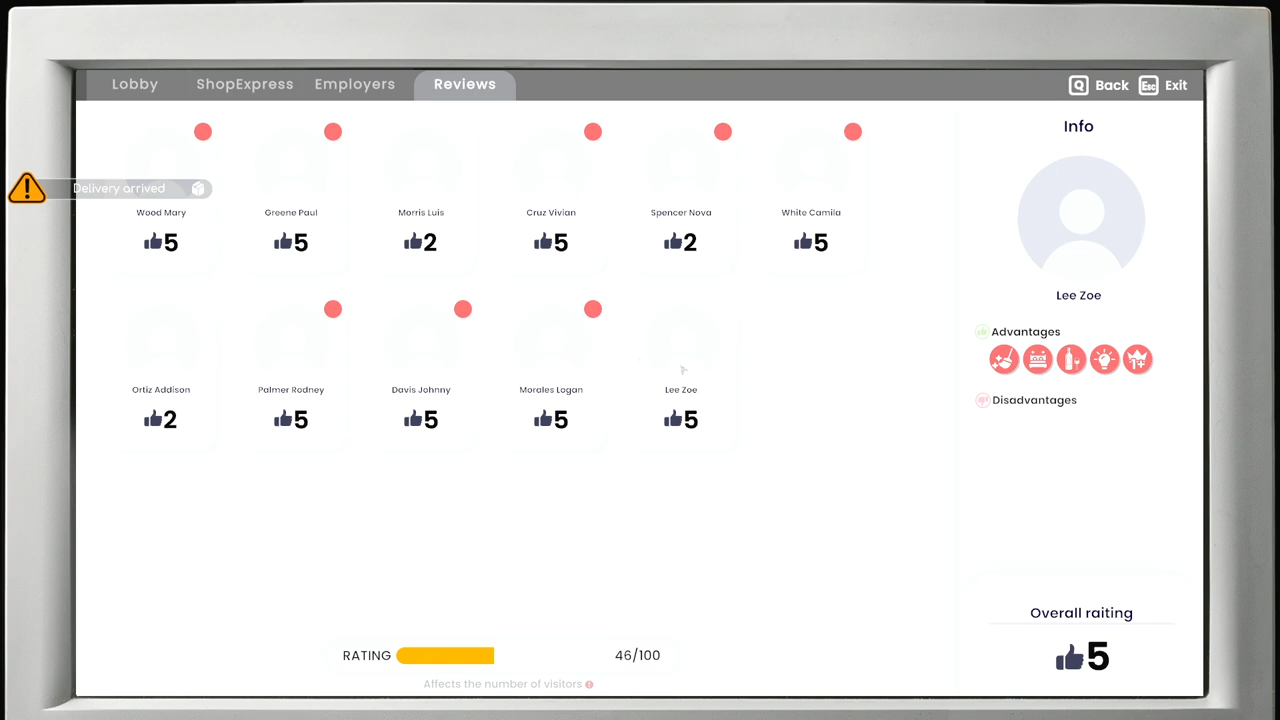 Lobby ShopExpress Employers Reviews Q Back Esc Exit
Info
Delivery arrived
Wood Mary Greene Paul Morris Luis Cruz Vivian Spencer Nova White Camila
5 5 2 5 2 5
Lee Zoe
Advantages
Ortiz Addison Palmer Rodney Davis Johnny Morales Logan Lee Zoe
2 5 5 5 5
Disadvantages
Overall raiting
5
RATING 46/100
Affects the number of visitors